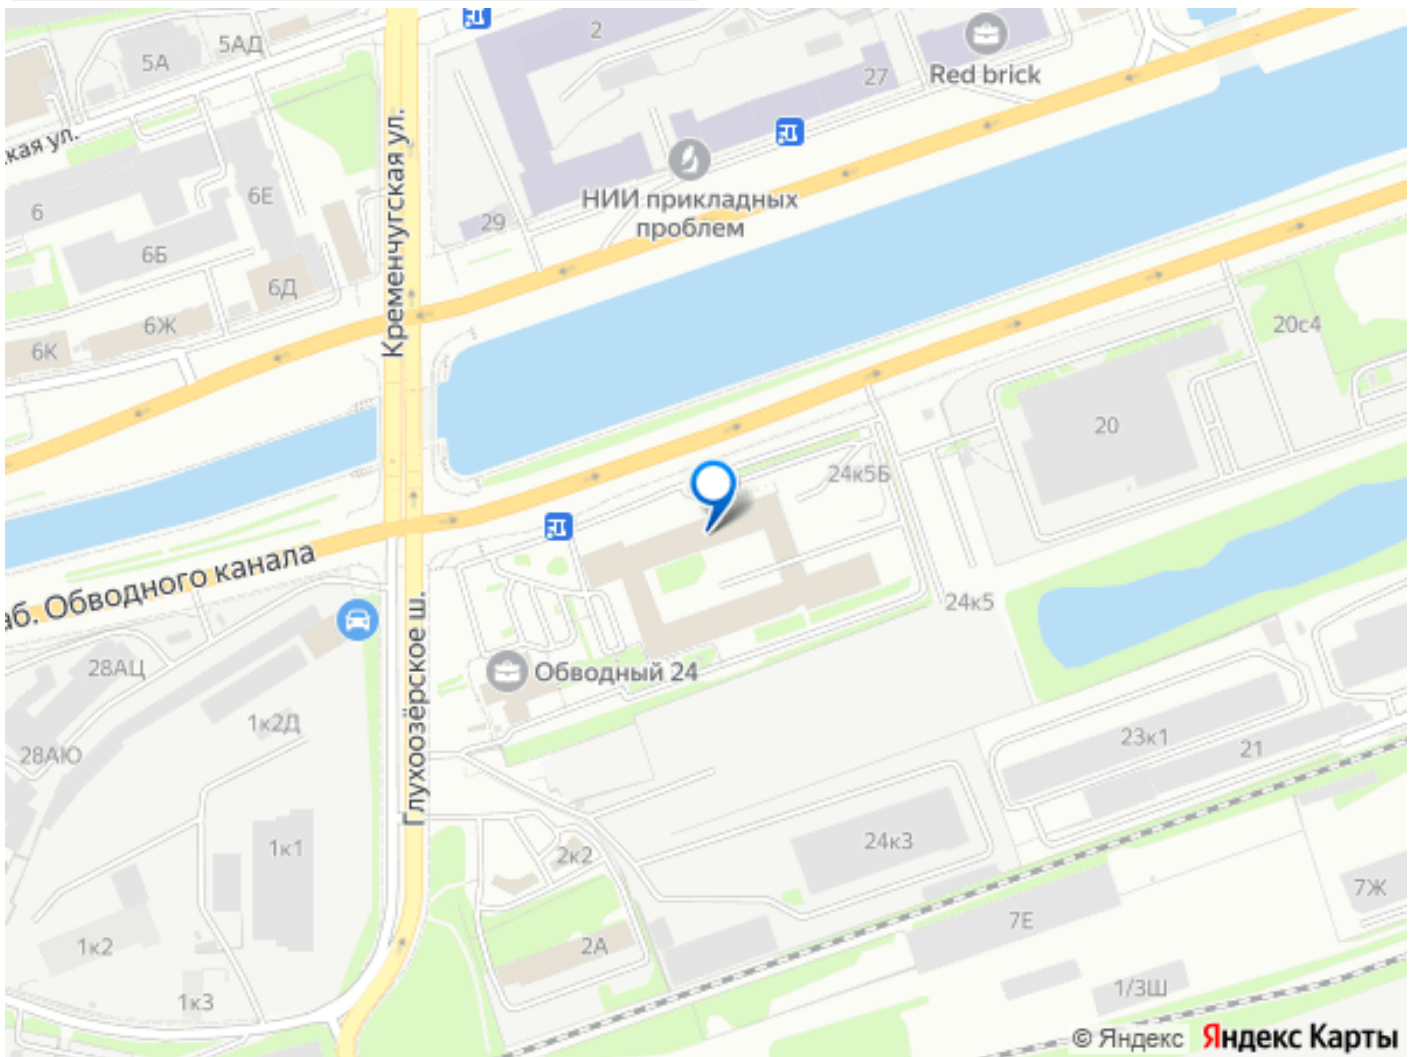 2
5АД
5А
27
Red brick
кая ул.
Кременчугская ул.
НИИ прикладных
проблем
6Е
6
29
6Б
6Д
6Ж
6К
20с4
20
24к5Б
аб. Обводного канала
24к5
Глухоозёрское ш.
28АЦ
Обводный 24
1к2Д
28АЮ
23к1
21
1к1
24к3
2к2
7Ж
7Е
1к2
2А
1/3Ш
1к3
© Яндекс Яндекс Карты